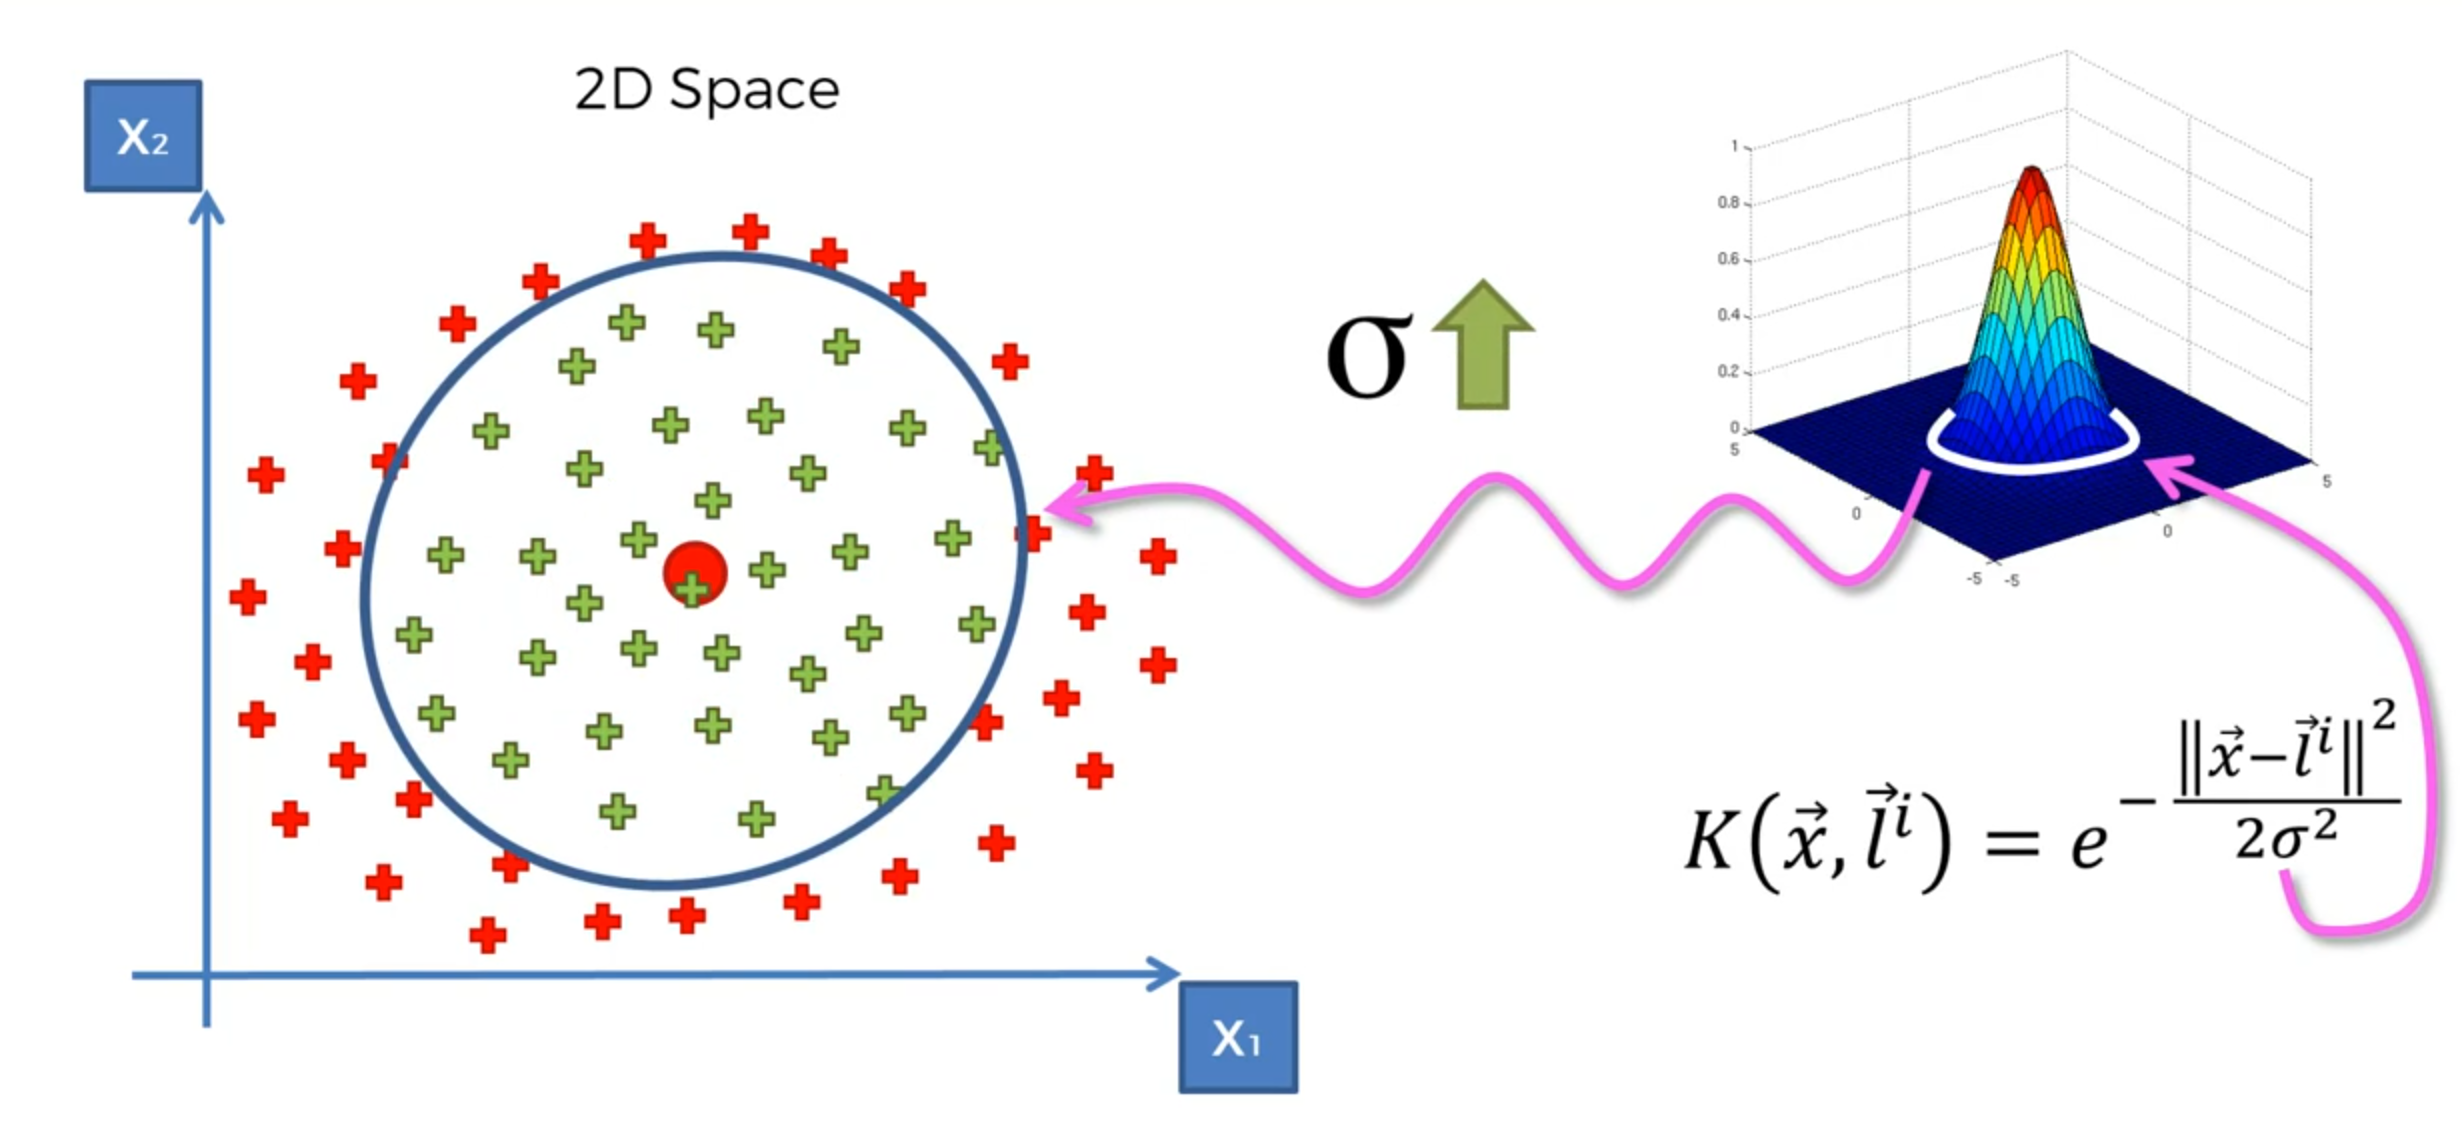 2D Space
X₂
σ
1
0.8
0.6
0.4
0.2
0
5
0
-5
-5
0
5
K(x⃗, l⃗ⁱ) = e^(−‖x⃗−l⃗ⁱ‖²/2σ²)
X₁